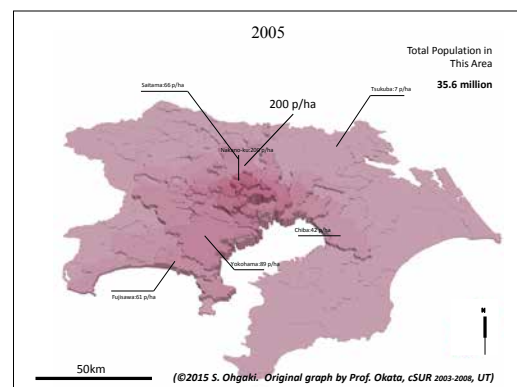 2005
Total Population in
This Area
35.6 million
Saitama:66 p/ha
Tsukuba:7 p/ha
200 p/ha
Nakano-ku:200 p/ha
Chiba:42 p/ha
Yokohama:89 p/ha
Fujisawa:61 p/ha
N
50km
(©2015 S. Ohgaki. Original graph by Prof. Okata, cSUR 2003-2008, UT)